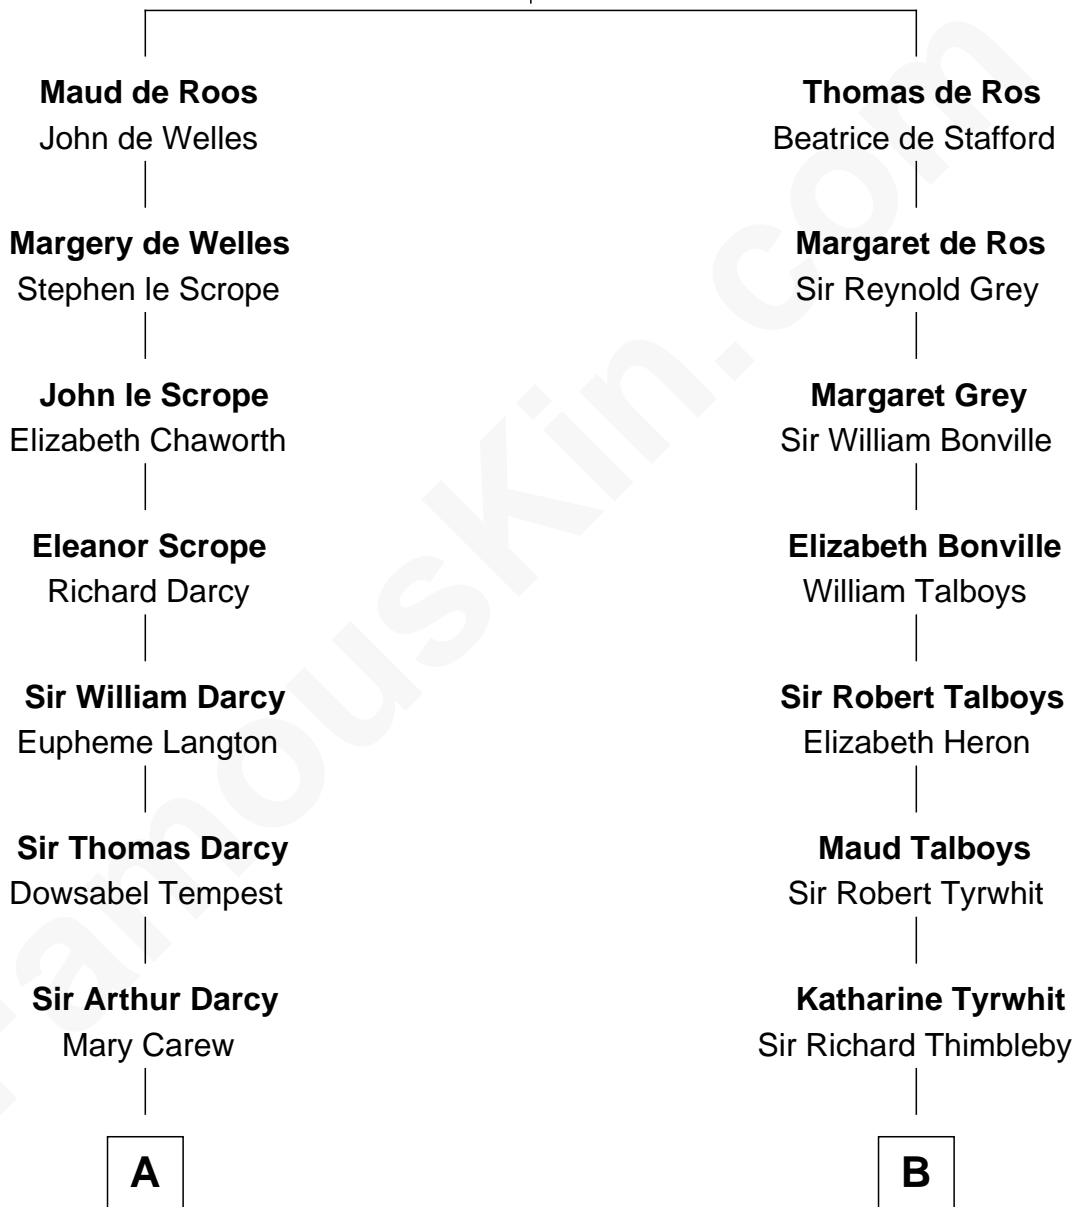 Maud de Roos
John de Welles
Thomas de Ros
Beatrice de Stafford
Margery de Welles
Stephen le Scrope
Margaret de Ros
Sir Reynold Grey
John le Scrope
Elizabeth Chaworth
Margaret Grey
Sir William Bonville
Eleanor Scrope
Richard Darcy
Elizabeth Bonville
William Talboys
Sir William Darcy
Eupheme Langton
Sir Robert Talboys
Elizabeth Heron
Sir Thomas Darcy
Dowsabel Tempest
Maud Talboys
Sir Robert Tyrwhit
Sir Arthur Darcy
Mary Carew
Katharine Tyrwhit
Sir Richard Thimbleby
A
B
FamousKin.com